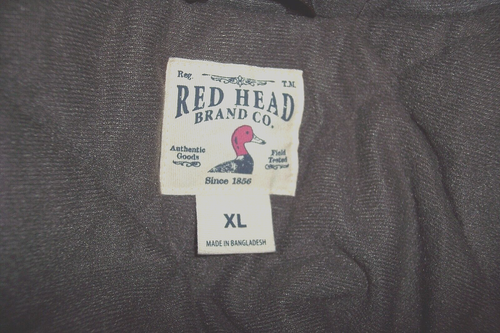 Reg. T.M.
RED HEAD
BRAND CO.
Authentic
Goods
Field
Tested
Since 1856
XL
MADE IN BANGLADESH